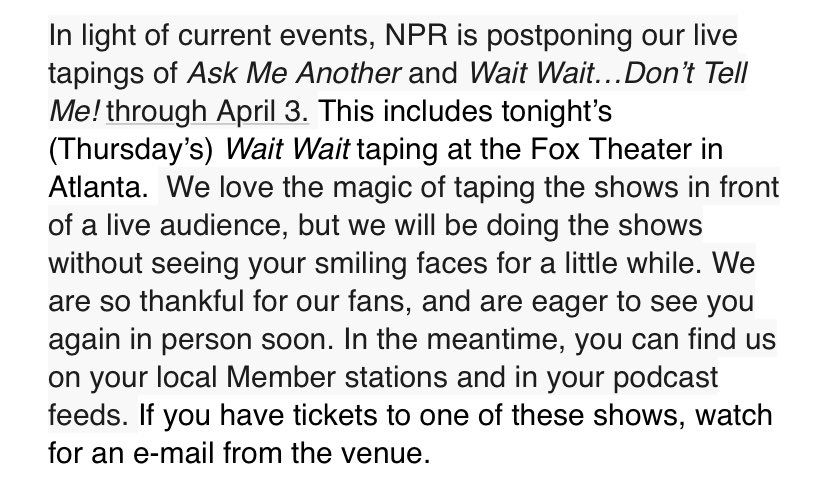 In light of current events, NPR is postponing our live
tapings of Ask Me Another and Wait Wait…Don’t Tell
Me! through April 3. This includes tonight’s
(Thursday’s) Wait Wait taping at the Fox Theater in
Atlanta.  We love the magic of taping the shows in front
of a live audience, but we will be doing the shows
without seeing your smiling faces for a little while. We
are so thankful for our fans, and are eager to see you
again in person soon. In the meantime, you can find us
on your local Member stations and in your podcast
feeds. If you have tickets to one of these shows, watch
for an e-mail from the venue.